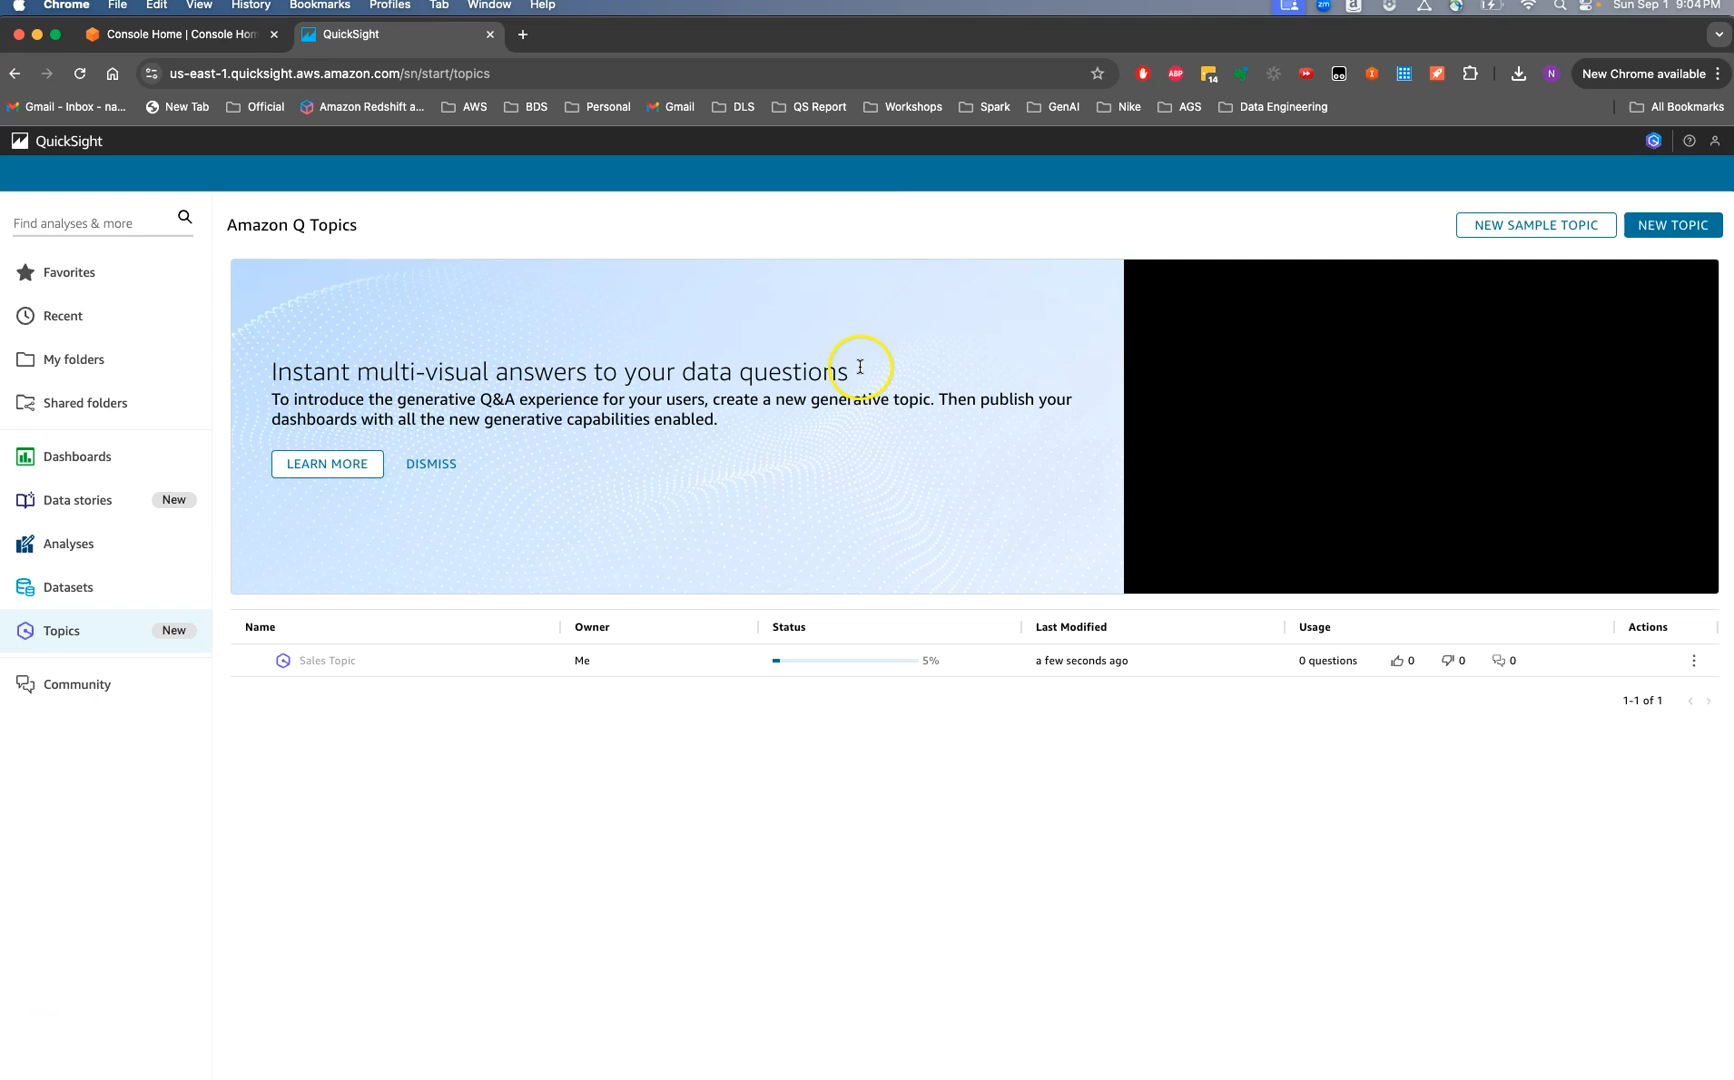 Chrome File Edit View History Bookmarks Profiles Tab Window Help Sun Sep 1 9:04PM
Console Home | Console Hom QuickSight
us-east-1.quicksight.aws.amazon.com/sn/start/topics ABP 14 N New Chrome available
Gmail - Inbox - na... New Tab Official Amazon Redshift a... AWS BDS Personal Gmail DLS QS Report Workshops Spark GenAI Nike AGS Data Engineering All Bookmarks
QuickSight
Find analyses & more
Favorites
Recent
My folders
Shared folders
Dashboards
Data stories New
Analyses
Datasets
Topics New
Community
Amazon Q Topics NEW SAMPLE TOPIC NEW TOPIC
Instant multi-visual answers to your data questions
To introduce the generative Q&A experience for your users, create a new generative topic. Then publish your
dashboards with all the new generative capabilities enabled.
LEARN MORE DISMISS
Name Owner Status Last Modified Usage Actions
Sales Topic Me 5% a few seconds ago 0 questions 0 0 0
1-1 of 1